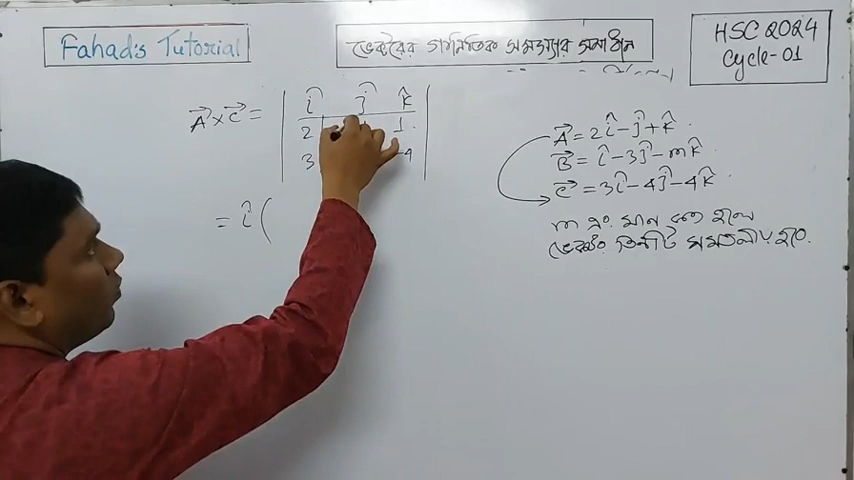 Fahad's Tutorial
ভেক্টরের গাণিতিক সমস্যার সমাধান
HSC 2024
Cycle-01
A⃗×C⃗ = | î ĵ k̂
2 1
3 -4
= î (
A⃗ = 2î - ĵ + k̂
B⃗ = î - 3ĵ - mk̂
C⃗ = 3î - 4ĵ - 4k̂
m এর মান কত হলে
ভেক্টর তিনটি সমতলীয় হবে.